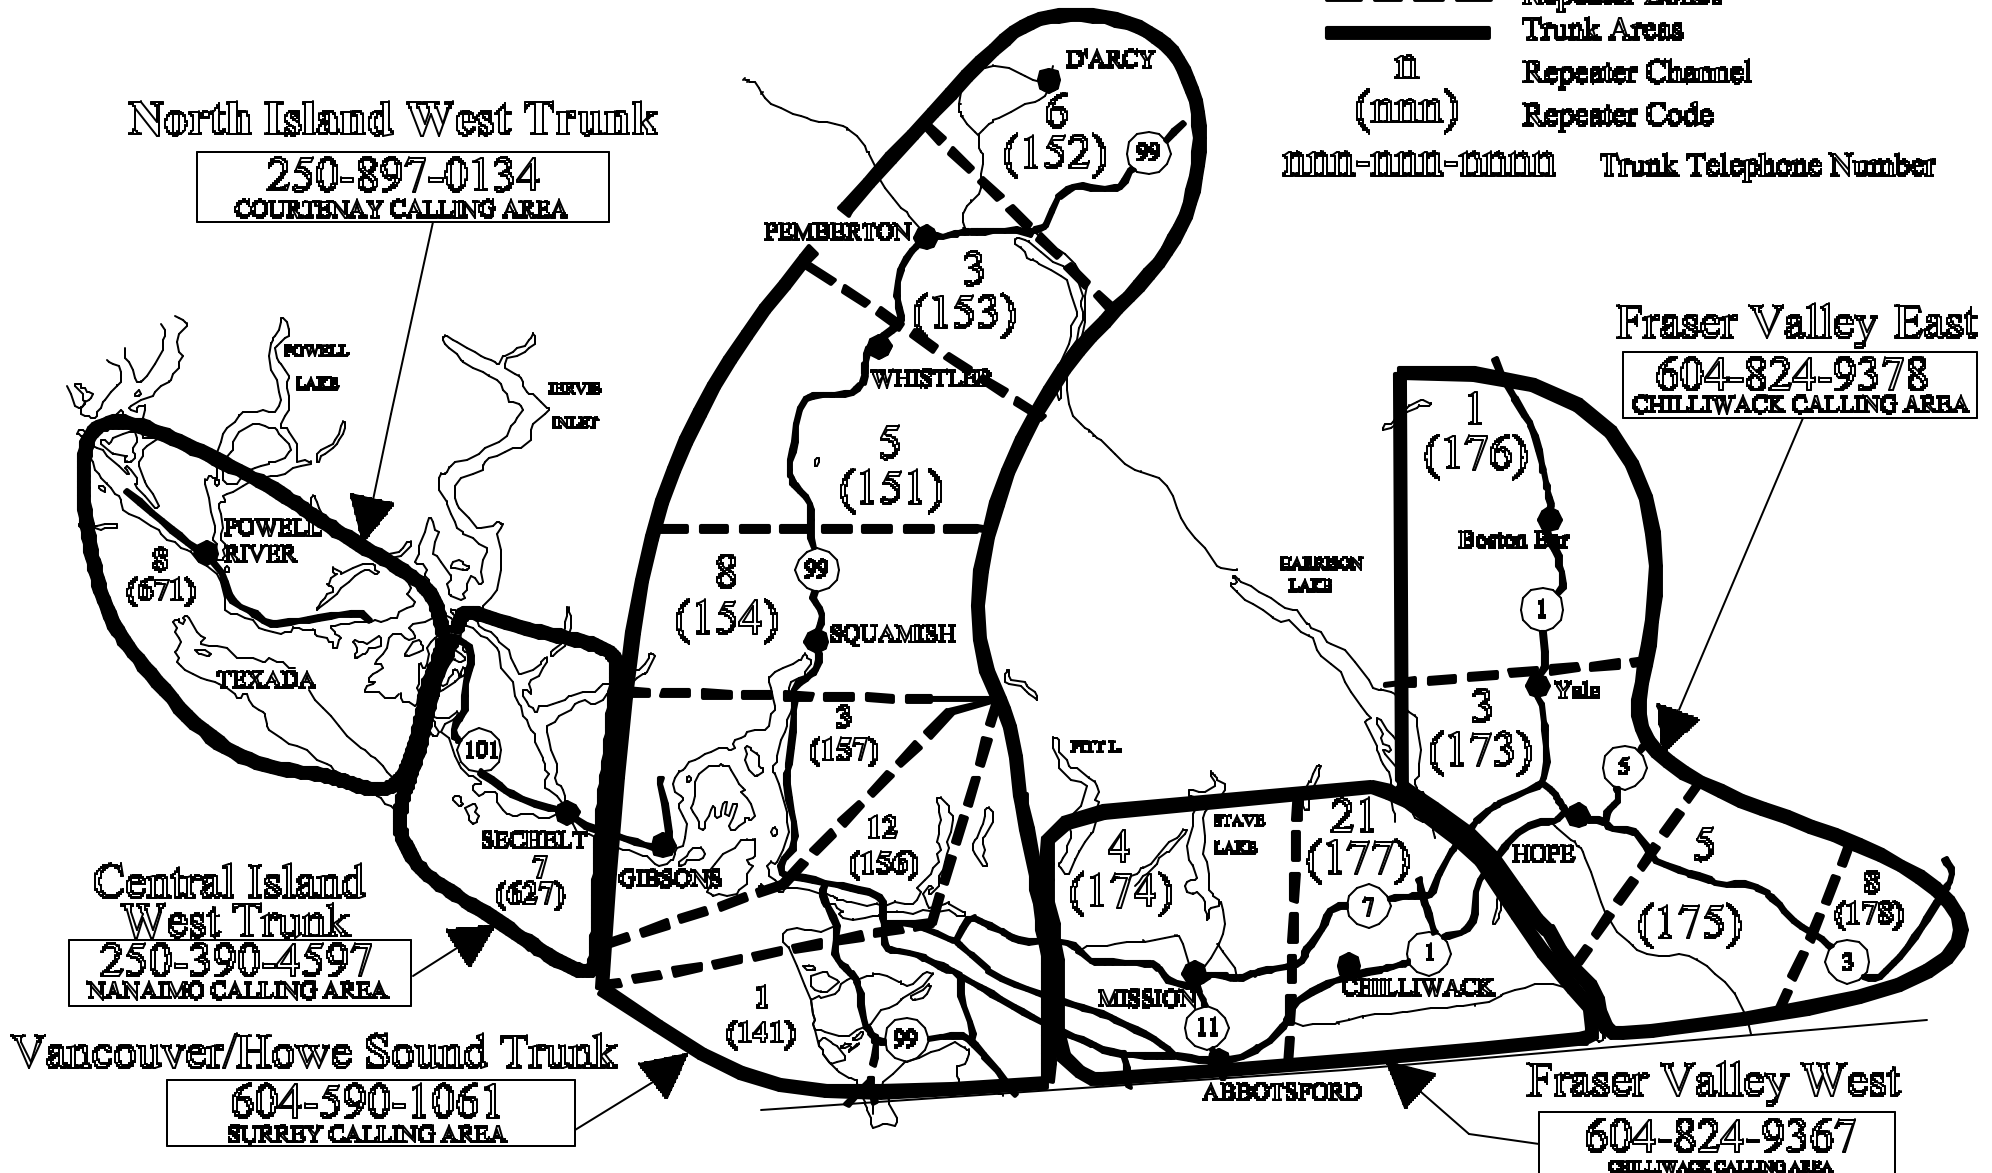 Trunk Areas
n
Repeater Channel
(nnn)
Repeater Code
nnn-nnn-nnnn Trunk Telephone Number
North Island West Trunk
250-897-0134
COURTENAY CALLING AREA
D'ARCY
6
(152)
99
PEMBERTON
3
(153)
WHISTLER
5
(151)
99
8
(154)
SQUAMISH
3
(157)
12
(156)
1
(141)
99
POWELL
LAKE
JERVIS
INLET
POWELL
RIVER
8
(671)
TEXADA
101
SECHELT
7
(627)
GIBSONS
Fraser Valley East
604-824-9378
CHILLIWACK CALLING AREA
1
(176)
Boston Bar
1
HARRISON
LAKE
Yale
3
(173)
5
HOPE
5
(175)
8
(178)
3
PITT L.
STAVE
LAKE
4
(174)
21
(177)
7
1
CHILLIWACK
MISSION
11
ABBOTSFORD
Central Island
West Trunk
250-390-4597
NANAIMO CALLING AREA
Vancouver/Howe Sound Trunk
604-590-1061
SURREY CALLING AREA
Fraser Valley West
604-824-9367
CHILLIWACK CALLING AREA